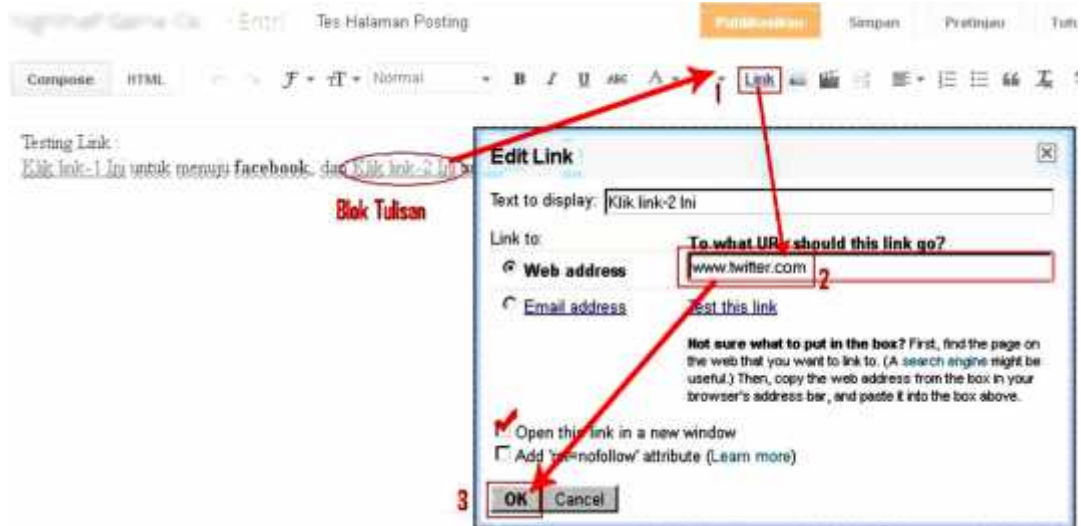 Entri Tes Halaman Posting Publikasikan Simpan Pratinjau
Compose HTML Normal B I U ABC A 1 Link
Testing Link :
Klik link-1 Ini untuk menuju facebook, dan Klik link-2 Ini
Blok Tulisan
Edit Link
Text to display: Klik link-2 Ini
Link to: To what URL should this link go?
Web address www.twitter.com 2
Email address Test this link
Not sure what to put in the box? First, find the page on
the web that you want to link to. (A search engine might be
useful.) Then, copy the web address from the box in your
browser's address bar, and paste it into the box above.
Open this link in a new window
Add 'rel=nofollow' attribute (Learn more)
3 OK Cancel